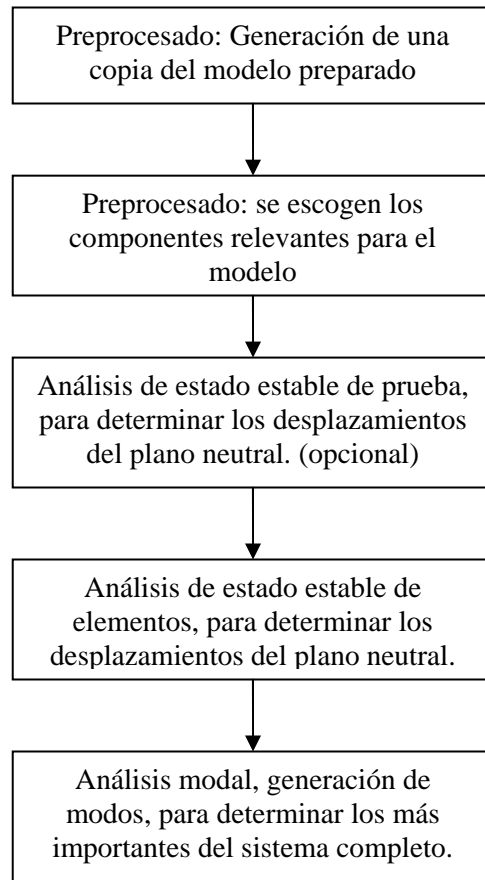 Preprocesado: Generación de una
copia del modelo preparado
Preprocesado: se escogen los
componentes relevantes para el
modelo
Análisis de estado estable de prueba,
para determinar los desplazamientos
del plano neutral. (opcional)
Análisis de estado estable de
elementos, para determinar los
desplazamientos del plano neutral.
Análisis modal, generación de
modos, para determinar los más
importantes del sistema completo.